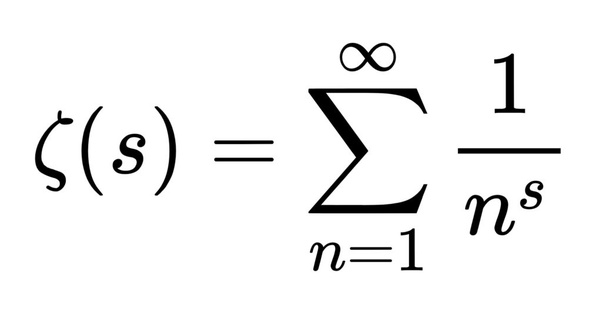 ζ(s) = ∑_{n=1}^{∞} 1/n^s